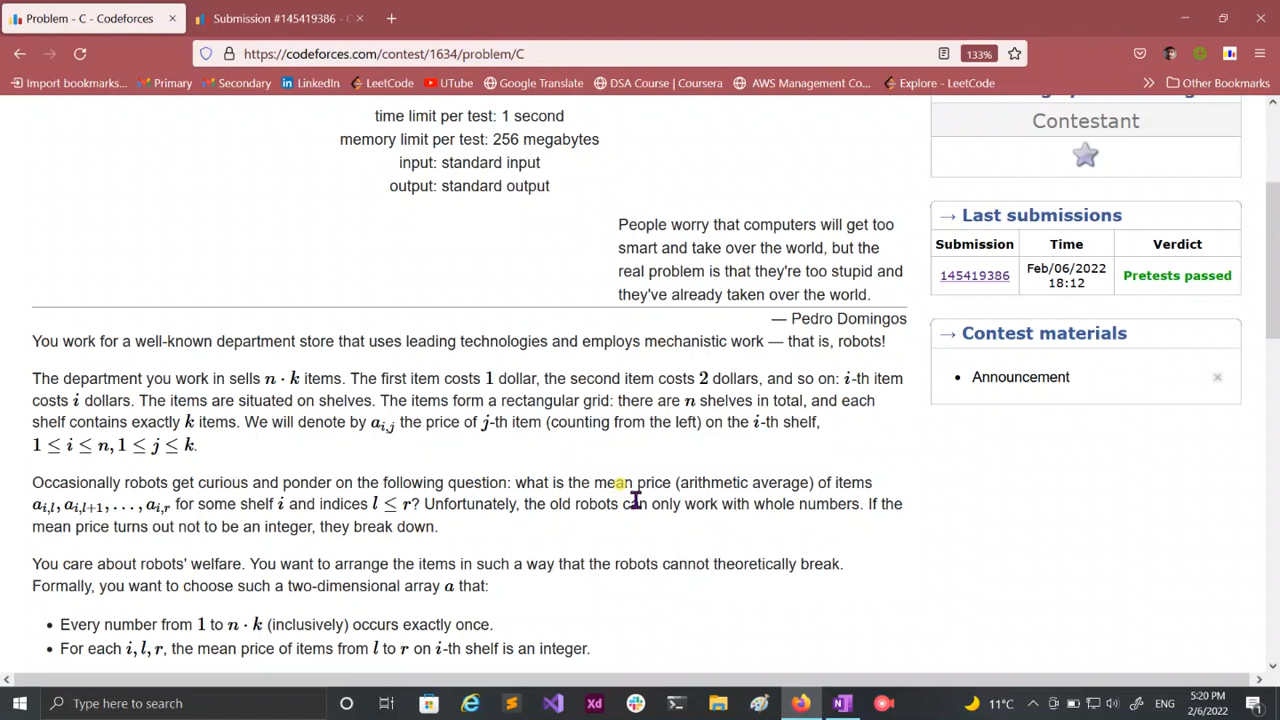 Problem - C - Codeforces
Submission #145419386 - C
https://codeforces.com/contest/1634/problem/C
133%
Import bookmarks...
Primary
Secondary
LinkedIn
LeetCode
UTube
Google Translate
DSA Course | Coursera
AWS Management Co...
Explore - LeetCode
Other Bookmarks
time limit per test: 1 second
memory limit per test: 256 megabytes
input: standard input
output: standard output
People worry that computers will get too
smart and take over the world, but the
real problem is that they're too stupid and
they've already taken over the world.
— Pedro Domingos
You work for a well-known department store that uses leading technologies and employs mechanistic work — that is, robots!
The department you work in sells n · k items. The first item costs 1 dollar, the second item costs 2 dollars, and so on: i-th item
costs i dollars. The items are situated on shelves. The items form a rectangular grid: there are n shelves in total, and each
shelf contains exactly k items. We will denote by a_{i,j} the price of j-th item (counting from the left) on the i-th shelf,
1 ≤ i ≤ n, 1 ≤ j ≤ k.
Occasionally robots get curious and ponder on the following question: what is the mean price (arithmetic average) of items
a_{i,l}, a_{i,l+1}, . . . , a_{i,r} for some shelf i and indices l ≤ r? Unfortunately, the old robots can only work with whole numbers. If the
mean price turns out not to be an integer, they break down.
You care about robots' welfare. You want to arrange the items in such a way that the robots cannot theoretically break.
Formally, you want to choose such a two-dimensional array a that:
• Every number from 1 to n · k (inclusively) occurs exactly once.
• For each i, l, r, the mean price of items from l to r on i-th shelf is an integer.
Contestant
→ Last submissions
Submission Time Verdict
145419386 Feb/06/2022 18:12 Pretests passed
→ Contest materials
• Announcement
Type here to search
11°C
ENG
5:20 PM
2/6/2022